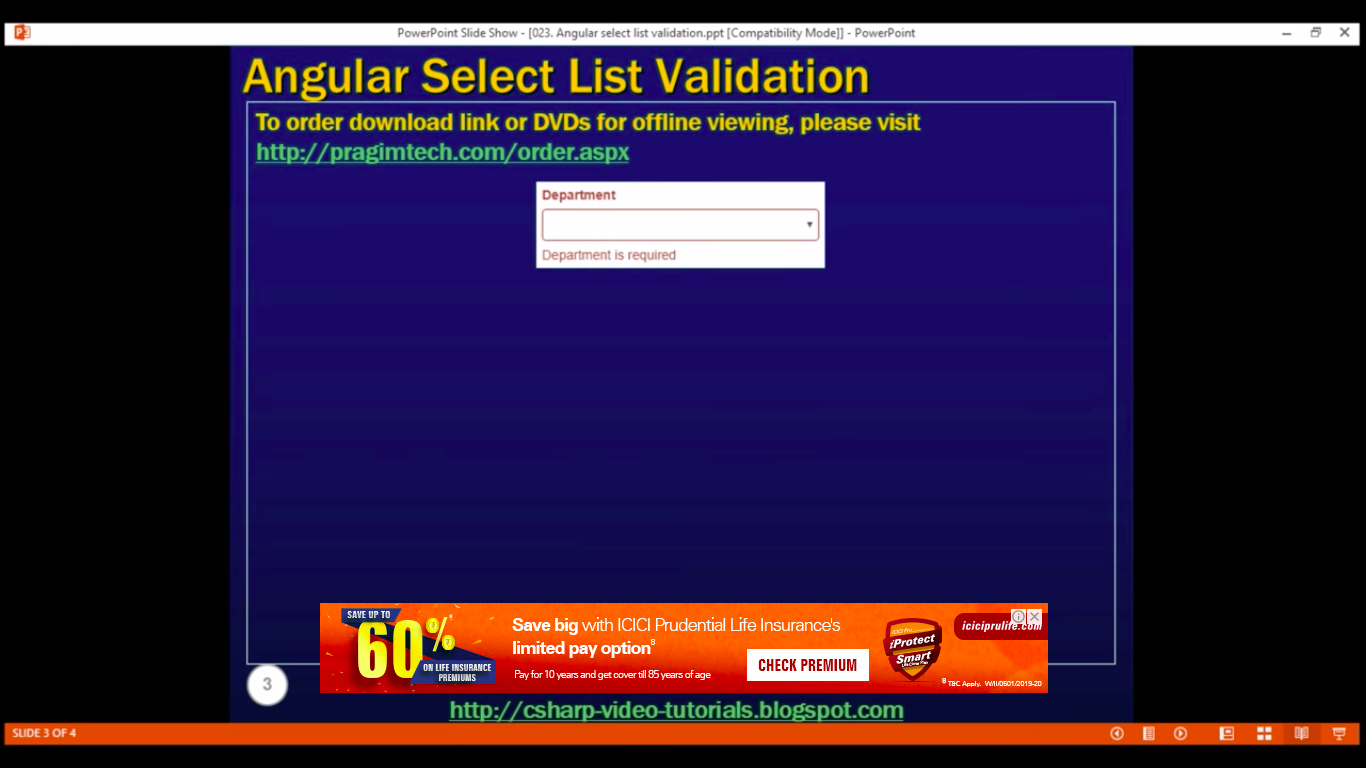 PowerPoint Slide Show - [023. Angular select list validation.ppt [Compatibility Mode]] - PowerPoint
Angular Select List Validation
To order download link or DVDs for offline viewing, please visit
http://pragimtech.com/order.aspx
Department
Department is required
SAVE UP TO
60%
ON LIFE INSURANCE
PREMIUMS
Save big with ICICI Prudential Life Insurance's
limited pay option⁸
Pay for 10 years and get cover till 85 years of age
CHECK PREMIUM
iProtect
Smart
iciciprulife.com
⁸ T&C Apply. W/II/0501/2019-20
3
http://csharp-video-tutorials.blogspot.com
SLIDE 3 OF 4